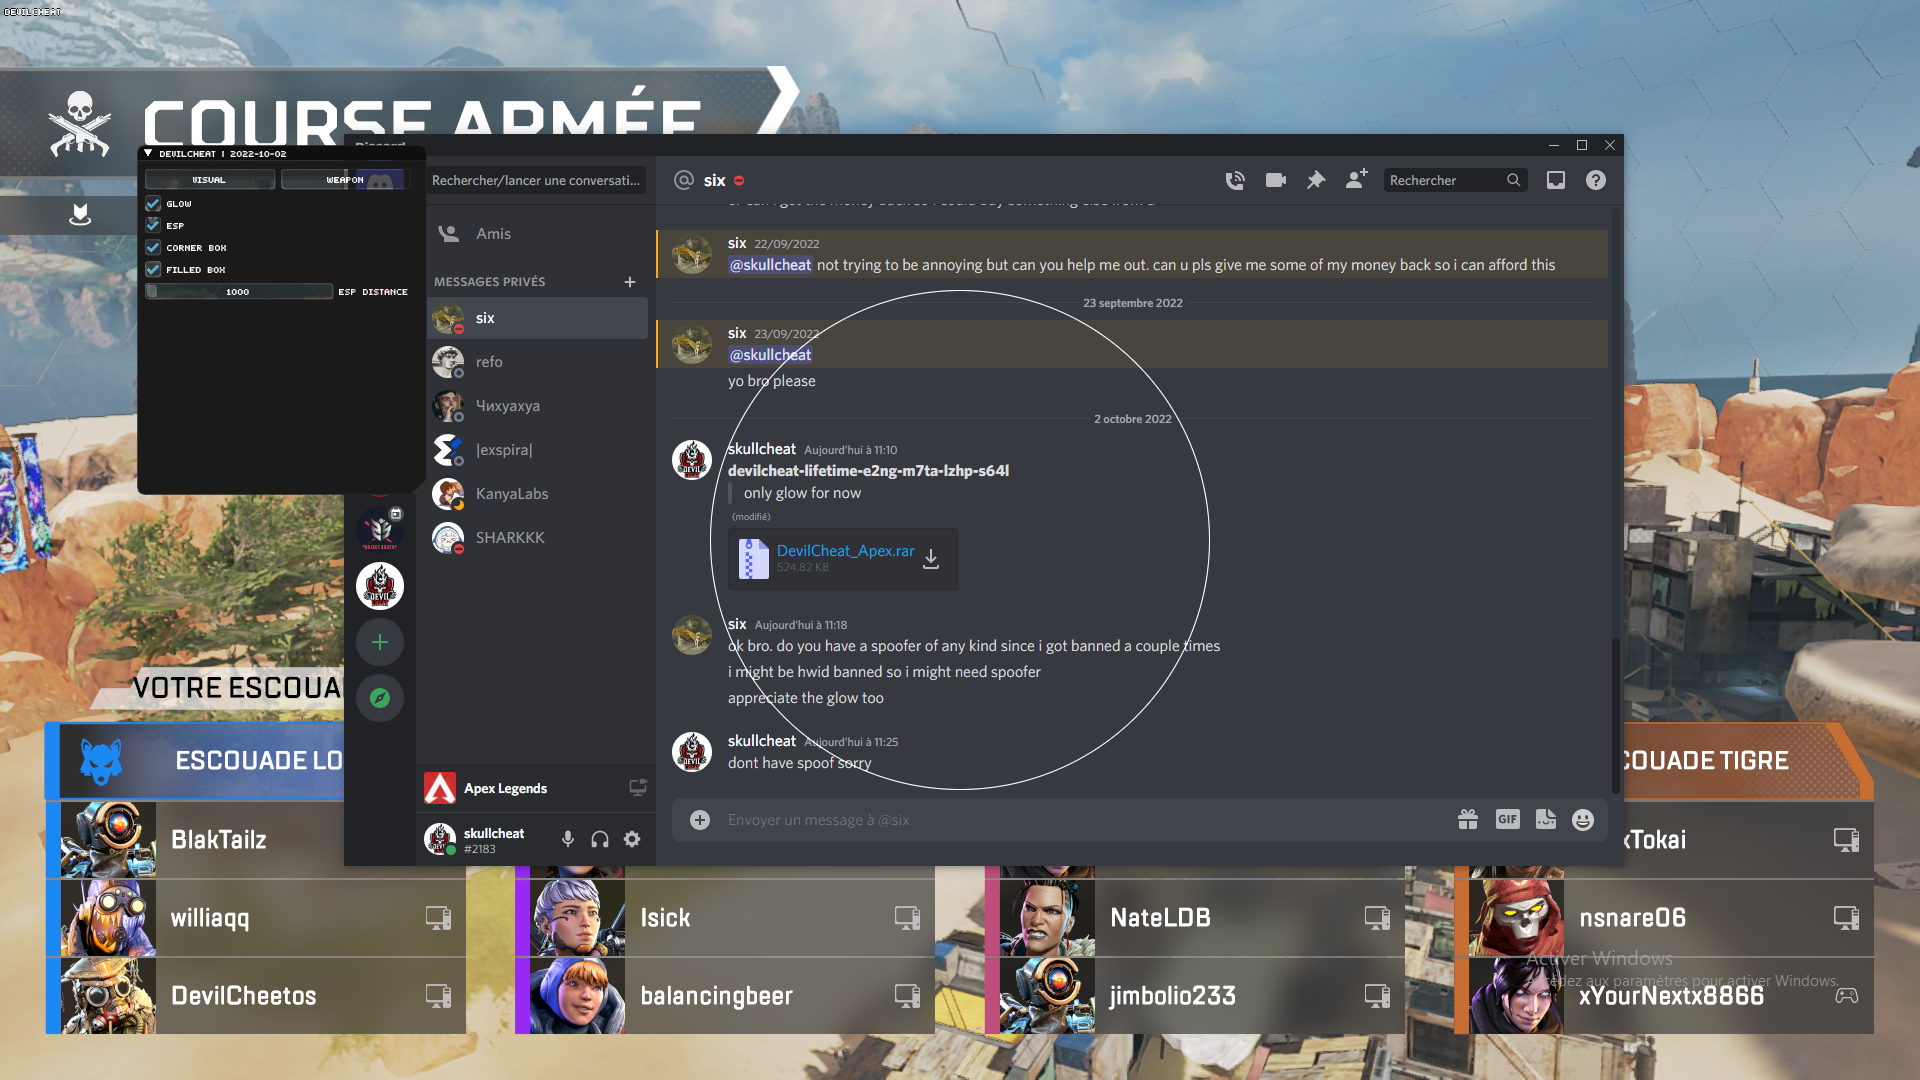 DEVILCHEAT
COURSE ARMÉE
DEVILCHEAT | 2022-10-02
VISUAL
WEAPON
GLOW
ESP
CORNER BOX
FILLED BOX
1000
ESP DISTANCE
Discord
Rechercher/lancer une conversati...
Amis
MESSAGES PRIVÉS
six
refo
Чихуахуа
|exspira|
KanyaLabs
SHARKKK
Apex Legends
skullcheat
#2183
six
Rechercher
six 22/09/2022
@skullcheat not trying to be annoying but can you help me out. can u pls give me some of my money back so i can afford this
23 septembre 2022
six 23/09/2022
@skullcheat
yo bro please
2 octobre 2022
skullcheat Aujourd'hui à 11:10
devilcheat-lifetime-e2ng-m7ta-lzhp-s64l
only glow for now
(modifié)
DevilCheat_Apex.rar
524.82 KB
six Aujourd'hui à 11:18
ok bro. do you have a spoofer of any kind since i got banned a couple times
i might be hwid banned so i might need spoofer
appreciate the glow too
skullcheat Aujourd'hui à 11:25
dont have spoof sorry
Envoyer un message à @six
GIF
VOTRE ESCOUA
ESCOUADE LO
BlakTailz
williaqq
DevilCheetos
Isick
balancingbeer
NateLDB
jimbolio233
COUADE TIGRE
xTokai
nsnare06
xYourNextx8866
Activer Windows
Accédez aux paramètres pour activer Windows.